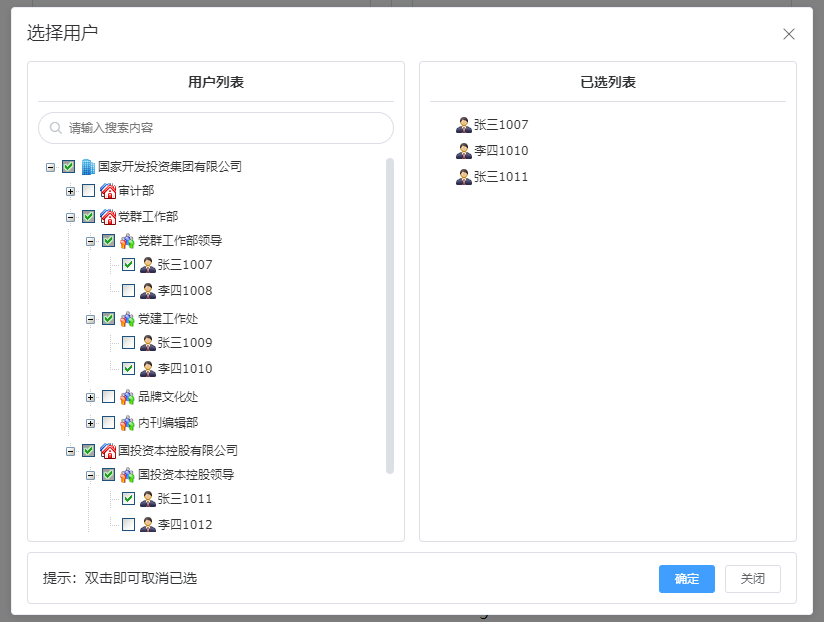 选择用户
用户列表
请输入搜索内容
国家开发投资集团有限公司
审计部
党群工作部
党群工作部领导
张三1007
李四1008
党建工作处
张三1009
李四1010
品牌文化处
内刊编辑部
国投资本控股有限公司
国投资本控股领导
张三1011
李四1012
已选列表
张三1007
李四1010
张三1011
提示：双击即可取消已选
确定
关闭